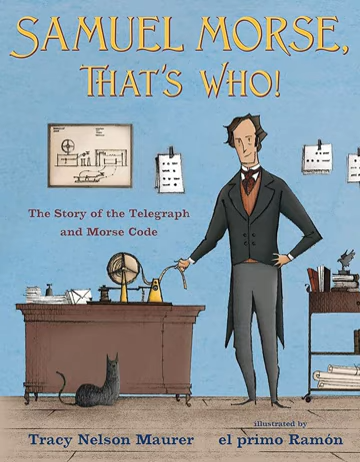 SAMUEL MORSE,
THAT'S WHO!
The Story of the Telegraph
and Morse Code
illustrated by
Tracy Nelson Maurer
el primo Ramón